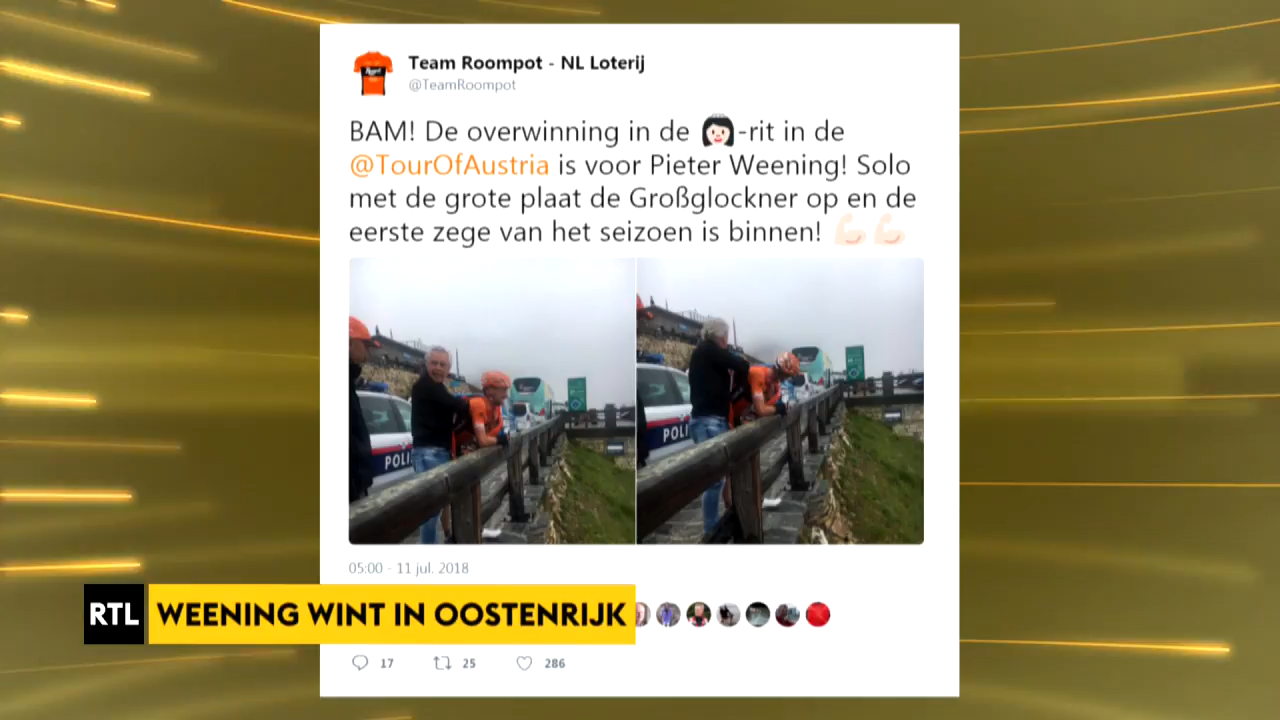 Team Roompot - NL Loterij
@TeamRoompot
BAM! De overwinning in de 👸🏻-rit in de
@TourOfAustria is voor Pieter Weening! Solo
met de grote plaat de Großglockner op en de
eerste zege van het seizoen is binnen! 💪🏻💪🏻
POLI
POLI
05:00 - 11 jul. 2018
RTL WEENING WINT IN OOSTENRIJK
17 25 286